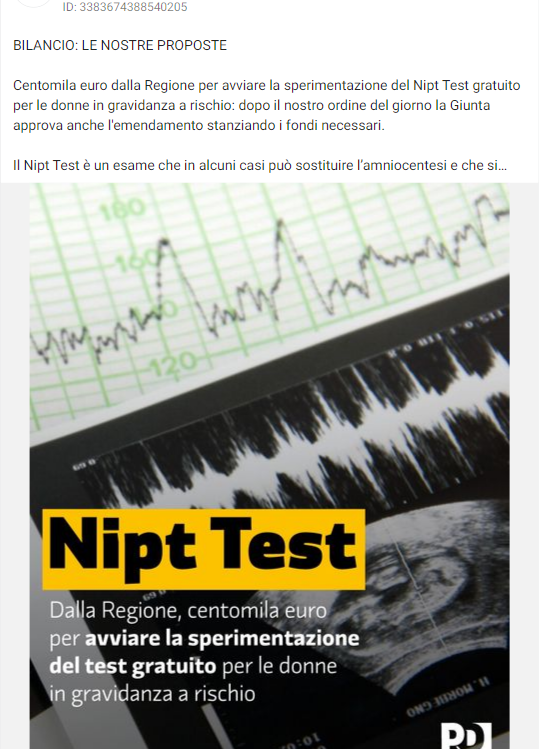 ID: 3383674388540205
BILANCIO: LE NOSTRE PROPOSTE
Centomila euro dalla Regione per avviare la sperimentazione del Nipt Test gratuito
per le donne in gravidanza a rischio: dopo il nostro ordine del giorno la Giunta
approva anche l'emendamento stanziando i fondi necessari.
Il Nipt Test è un esame che in alcuni casi può sostituire l’amniocentesi e che si...
180
160
120
Nipt Test
Dalla Regione, centomila euro
per avviare la sperimentazione
del test gratuito per le donne
in gravidanza a rischio
PD